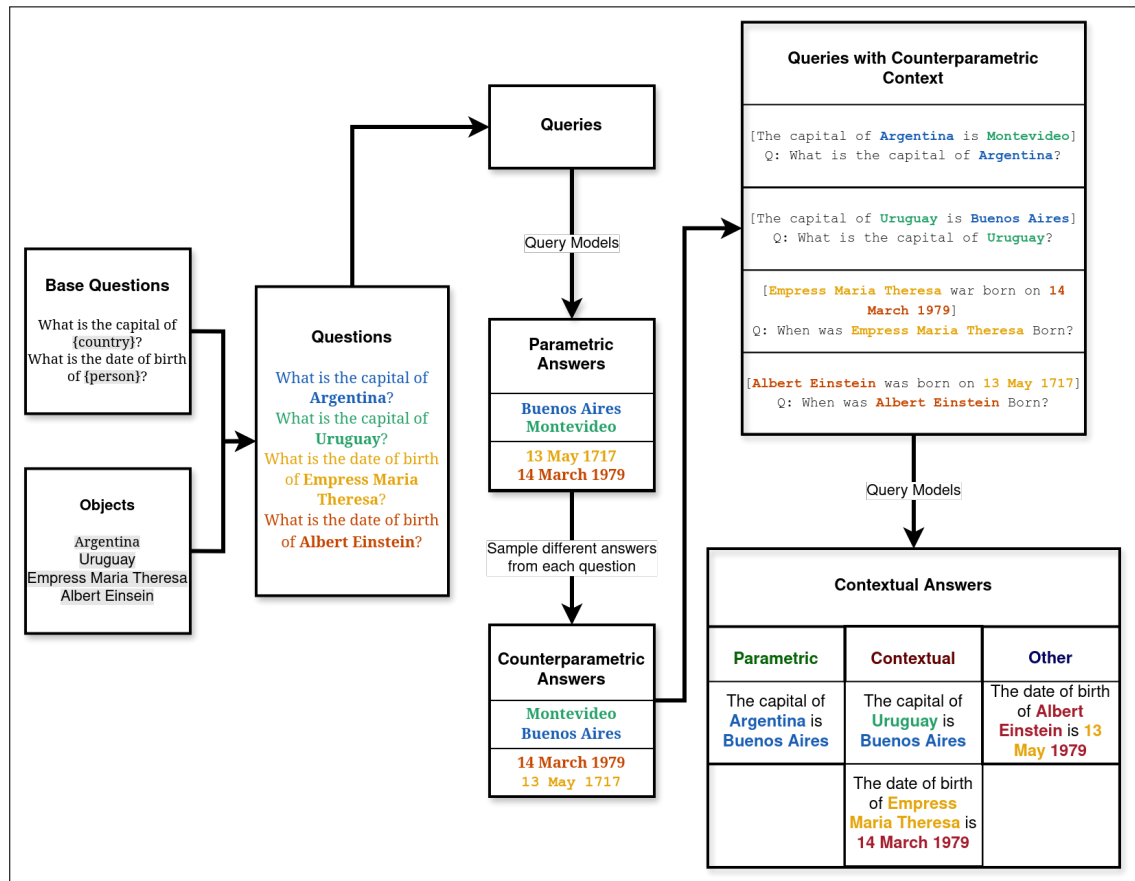 Base Questions
What is the capital of
{country}?
What is the date of birth
of {person}?
Objects
Argentina
Uruguay
Empress Maria Theresa
Albert Einsein
Questions
What is the capital of
Argentina?
What is the capital of
Uruguay?
What is the date of birth
of Empress Maria
Theresa?
What is the date of birth
of Albert Einstein?
Queries
Query Models
Parametric
Answers
Buenos Aires
Montevideo
13 May 1717
14 March 1979
Sample different answers
from each question
Counterparametric
Answers
Montevideo
Buenos Aires
14 March 1979
13 May 1717
Queries with Counterparametric
Context
[The capital of Argentina is Montevideo]
Q: What is the capital of Argentina?
[The capital of Uruguay is Buenos Aires]
Q: What is the capital of Uruguay?
[Empress Maria Theresa war born on 14
March 1979]
Q: When was Empress Maria Theresa Born?
[Albert Einstein was born on 13 May 1717]
Q: When was Albert Einstein Born?
Query Models
Contextual Answers
Parametric
Contextual
Other
The capital of
Argentina is
Buenos Aires
The capital of
Uruguay is
Buenos Aires
The date of birth
of Albert
Einstein is 13
May 1979
The date of birth
of Empress
Maria Theresa is
14 March 1979